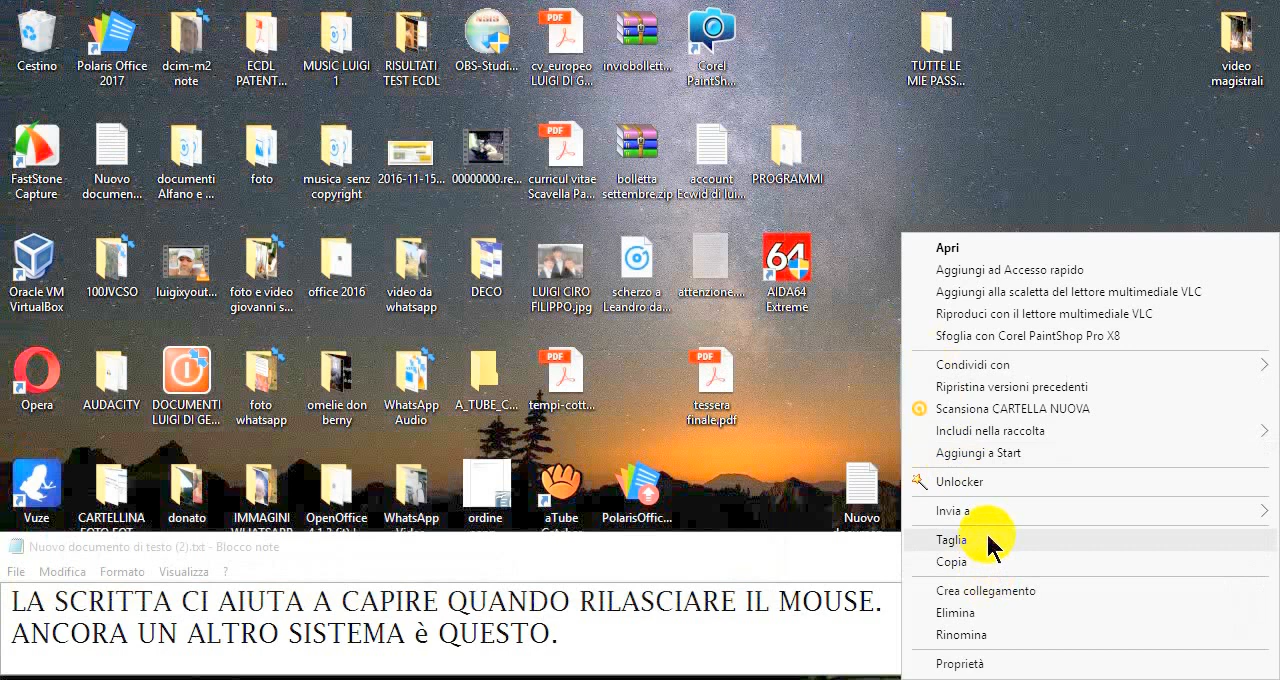 Cestino
Polaris Office
2017
dcim-m2
note
ECDL
PATENT...
MUSIC LUIGI
1
RISULTATI
TEST ECDL
OBS-Studi...
PDF
cv_europeo
LUIGI DI G...
inviobollett...
Corel
PaintSh...
TUTTE LE
MIE PASS...
video
magistrali
FastStone
Capture
Nuovo
documen...
documenti
Alfano e ...
foto
musica senz
copyright
2016-11-15...
00000000.re...
PDF
curricul vitae
Scavella Pa...
bolletta
settembre.zip
account
Ecwid di lui...
PROGRAMMI
Oracle VM
VirtualBox
100JVCSO
luigixyout...
foto e video
giovanni s...
office 2016
video da
whatsapp
DECO
LUIGI CIRO
FILIPPO.jpg
scherzo a
Leandro da...
attenzione....
64
AIDA64
Extreme
Opera
AUDACITY
DOCUMENTI
LUIGI DI GE...
foto
whatsapp
omelie don
berny
WhatsApp
Audio
A_TUBE_C...
PDF
tempi-cott...
PDF
tessera
finale.pdf
Vuze
CARTELLINA
donato
IMMAGINI
OpenOffice
WhatsApp
ordine
aTube
PolarisOffic...
Nuovo
Nuovo documento di testo (2).txt - Blocco note
File Modifica Formato Visualizza ?
LA SCRITTA CI AIUTA A CAPIRE QUANDO RILASCIARE IL MOUSE.
ANCORA UN ALTRO SISTEMA è QUESTO.
Apri
Aggiungi ad Accesso rapido
Aggiungi alla scaletta del lettore multimediale VLC
Riproduci con il lettore multimediale VLC
Sfoglia con Corel PaintShop Pro X8
Condividi con
Ripristina versioni precedenti
Scansiona CARTELLA NUOVA
Includi nella raccolta
Aggiungi a Start
Unlocker
Invia a
Taglia
Copia
Crea collegamento
Elimina
Rinomina
Proprietà